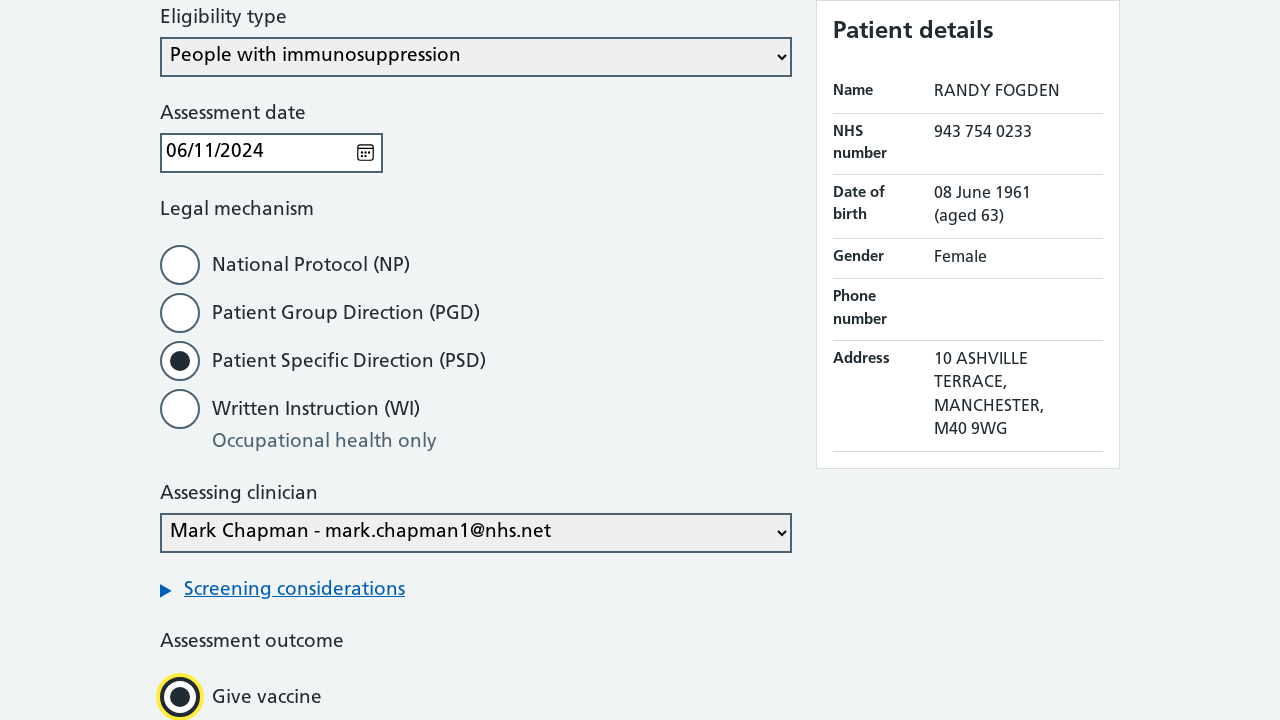 Eligibility type
People with immunosuppression
Assessment date
06/11/2024
Legal mechanism
National Protocol (NP)
Patient Group Direction (PGD)
Patient Specific Direction (PSD)
Written Instruction (WI)
Occupational health only
Assessing clinician
Mark Chapman - mark.chapman1@nhs.net
Screening considerations
Assessment outcome
Give vaccine
Patient details
Name RANDY FOGDEN
NHS number 943 754 0233
Date of birth 08 June 1961
(aged 63)
Gender Female
Phone number
Address 10 ASHVILLE
TERRACE,
MANCHESTER,
M40 9WG